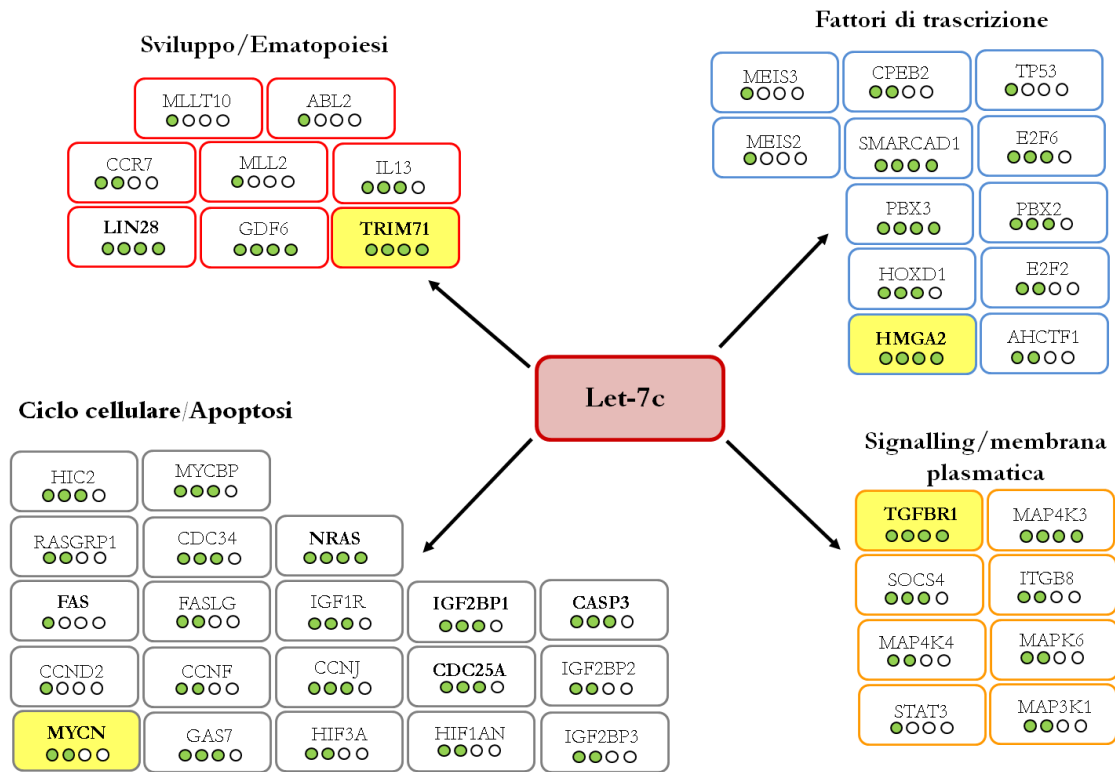 Sviluppo/Ematopoiesi
MLLT10
ABL2
CCR7
MLL2
IL13
LIN28
GDF6
TRIM71
Fattori di trascrizione
MEIS3
CPEB2
TP53
MEIS2
SMARCAD1
E2F6
PBX3
PBX2
HOXD1
E2F2
HMGA2
AHCTF1
Let-7c
Ciclo cellulare/Apoptosi
HIC2
MYCBP
RASGRP1
CDC34
NRAS
FAS
FASLG
IGF1R
IGF2BP1
CASP3
CCND2
CCNF
CCNJ
CDC25A
IGF2BP2
MYCN
GAS7
HIF3A
HIF1AN
IGF2BP3
Signalling/membrana
plasmatica
TGFBR1
MAP4K3
SOCS4
ITGB8
MAP4K4
MAPK6
STAT3
MAP3K1